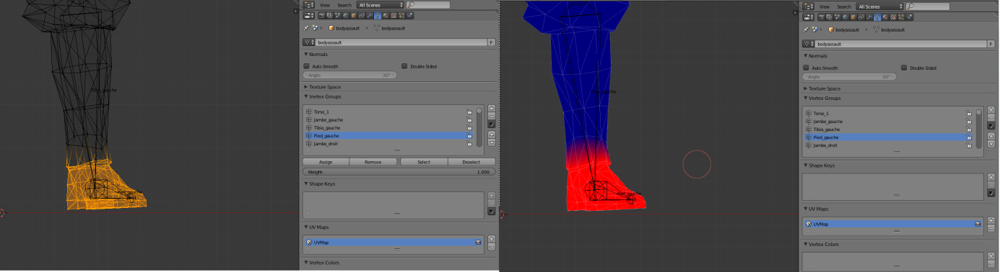 View Search All Scenes
bodyassault bodyassault
bodyassault F
Normals
Auto Smooth Double Sided
Angle: 30°
Texture Space
Vertex Groups
Torse_1
Jambe_gauche
Tibia_gauche
Pied_gauche
Jambe_droit
Assign Remove Select Deselect
Weight: 1.000
Shape Keys
UV Maps
UVMap
Vertex Colors
View Search All Scenes
bodyassault bodyassault
bodyassault F
Normals
Auto Smooth Double Sided
Angle: 30°
Texture Space
Vertex Groups
Torse_1
Jambe_gauche
Tibia_gauche
Pied_gauche
Jambe_droit
Shape Keys
UV Maps
UVMap
Vertex Colors